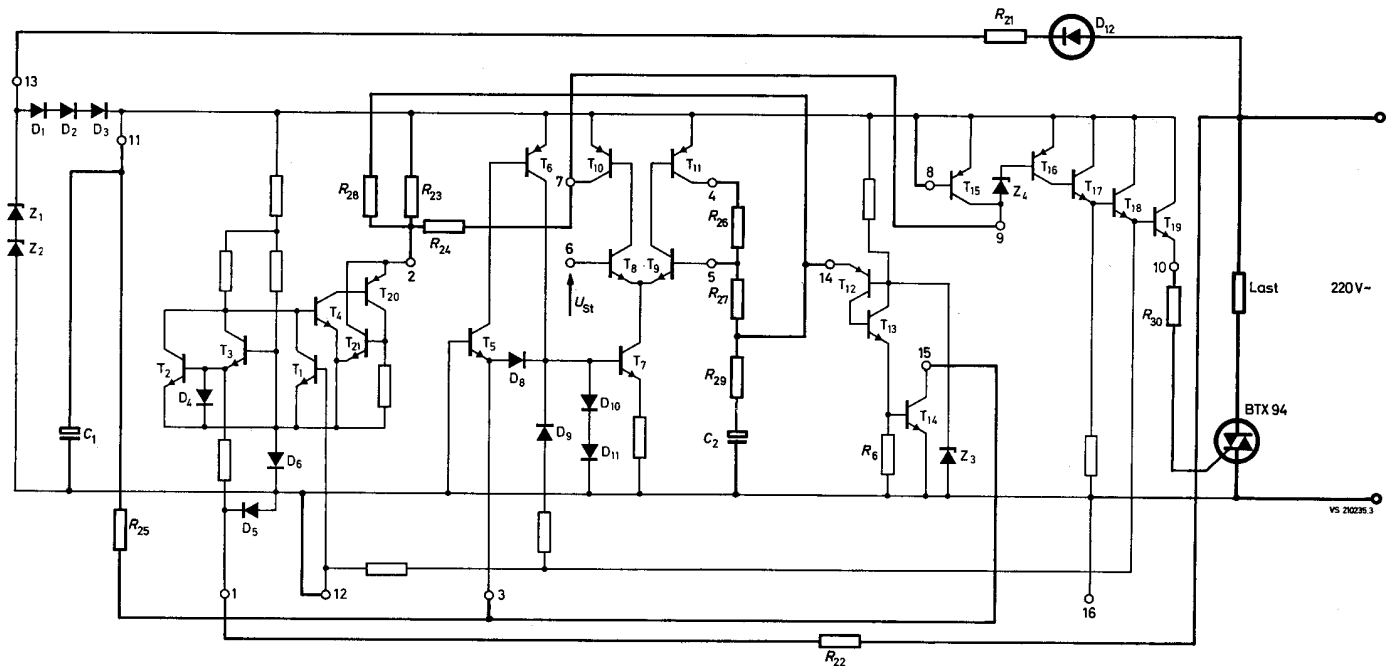 R21
D12
13
D1
D2
D3
11
T6
T10
T11
7
4
R28
R23
R24
R26
8
T15
Z4
T16
T17
T18
T19
9
Z1
Z2
2
6
T8
T9
5
14
10
T20
USt
R27
T12
Last
220V~
T4
T13
R30
T3
T21
T5
T7
15
T2
D4
T1
D8
R29
BTX 94
C1
D6
D9
D10
D11
C2
T14
R6
Z3
R25
D5
VS 210235.3
1
12
3
16
R22